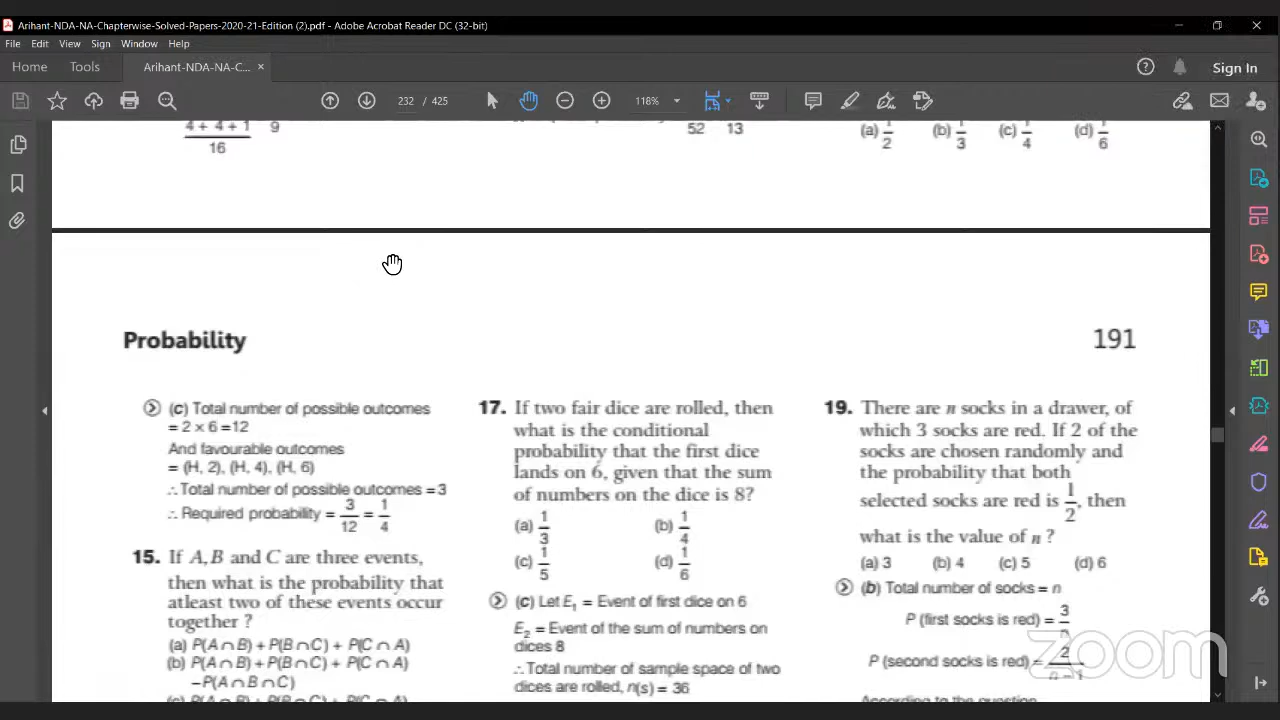 Arihant-NDA-NA-Chapterwise-Solved-Papers-2020-21-Edition (2).pdf - Adobe Acrobat Reader DC (32-bit)
File Edit View Sign Window Help
Home Tools Arihant-NDA-NA-C... × Sign In
232 / 425 118%
4 + 4 + 1 9
16
52 13
(a) 1/2 (b) 1/3 (c) 1/4 (d) 1/6
Probability 191
(c) Total number of possible outcomes
= 2 × 6 =12
And favourable outcomes
= (H, 2), (H, 4), (H, 6)
∴Total number of possible outcomes = 3
∴ Required probability = 3/12 = 1/4
15. If A, B and C are three events,
then what is the probability that
atleast two of these events occur
together ?
(a) P(A ∩ B) + P(B ∩ C) + P(C ∩ A)
(b) P(A ∩ B) + P(B ∩ C) + P(C ∩ A)
−P(A ∩ B ∩ C)
(c) P(A ∩ B) + P(B ∩ C) + P(C ∩ A)
17. If two fair dice are rolled, then
what is the conditional
probability that the first dice
lands on 6, given that the sum
of numbers on the dice is 8?
(a) 1/3 (b) 1/4
(c) 1/5 (d) 1/6
(c) Let E₁ = Event of first dice on 6
E₂ = Event of the sum of numbers on
dices 8
∴Total number of sample space of two
dices are rolled, n(s) = 36
19. There are n socks in a drawer, of
which 3 socks are red. If 2 of the
socks are chosen randomly and
the probability that both
selected socks are red is 1/2, then
what is the value of n ?
(a) 3 (b) 4 (c) 5 (d) 6
(b) Total number of socks = n
P (first socks is red) = 3/n
P (second socks is red) = 2/n − 1
According to the question
zoom